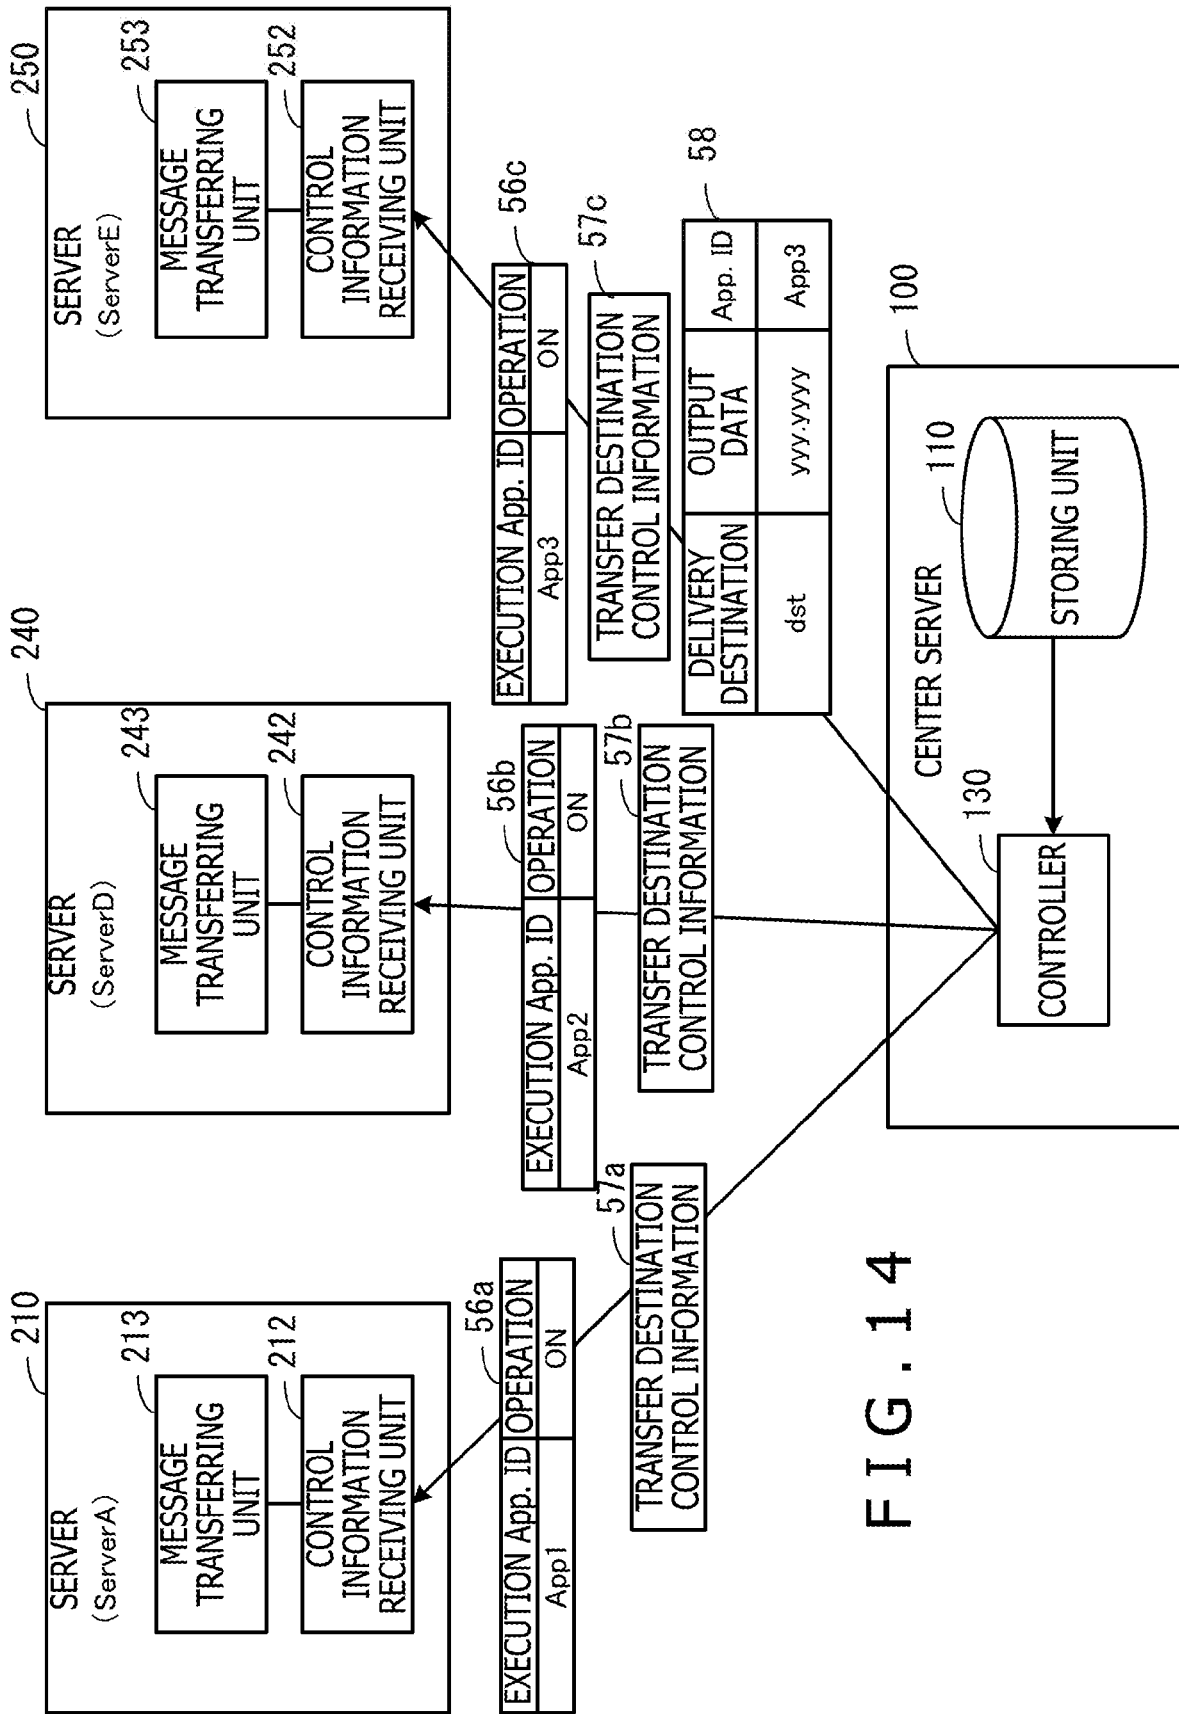 210
SERVER
(ServerA)
213
MESSAGE
TRANSFERRING
UNIT
212
CONTROL
INFORMATION
RECEIVING UNIT
240
SERVER
(ServerD)
243
MESSAGE
TRANSFERRING
UNIT
242
CONTROL
INFORMATION
RECEIVING UNIT
250
SERVER
(ServerE)
253
MESSAGE
TRANSFERRING
UNIT
252
CONTROL
INFORMATION
RECEIVING UNIT
56a
EXECUTION App. ID OPERATION
App1 ON
57a
TRANSFER DESTINATION
CONTROL INFORMATION
56b
EXECUTION App. ID OPERATION
App2 ON
57b
TRANSFER DESTINATION
CONTROL INFORMATION
56c
EXECUTION App. ID OPERATION
App3 ON
57c
TRANSFER DESTINATION
CONTROL INFORMATION
58
DELIVERY
DESTINATION
OUTPUT
DATA
App. ID
dst yyy.yyyy App3
100
CENTER SERVER
130
CONTROLLER
110
STORING UNIT
FIG. 14